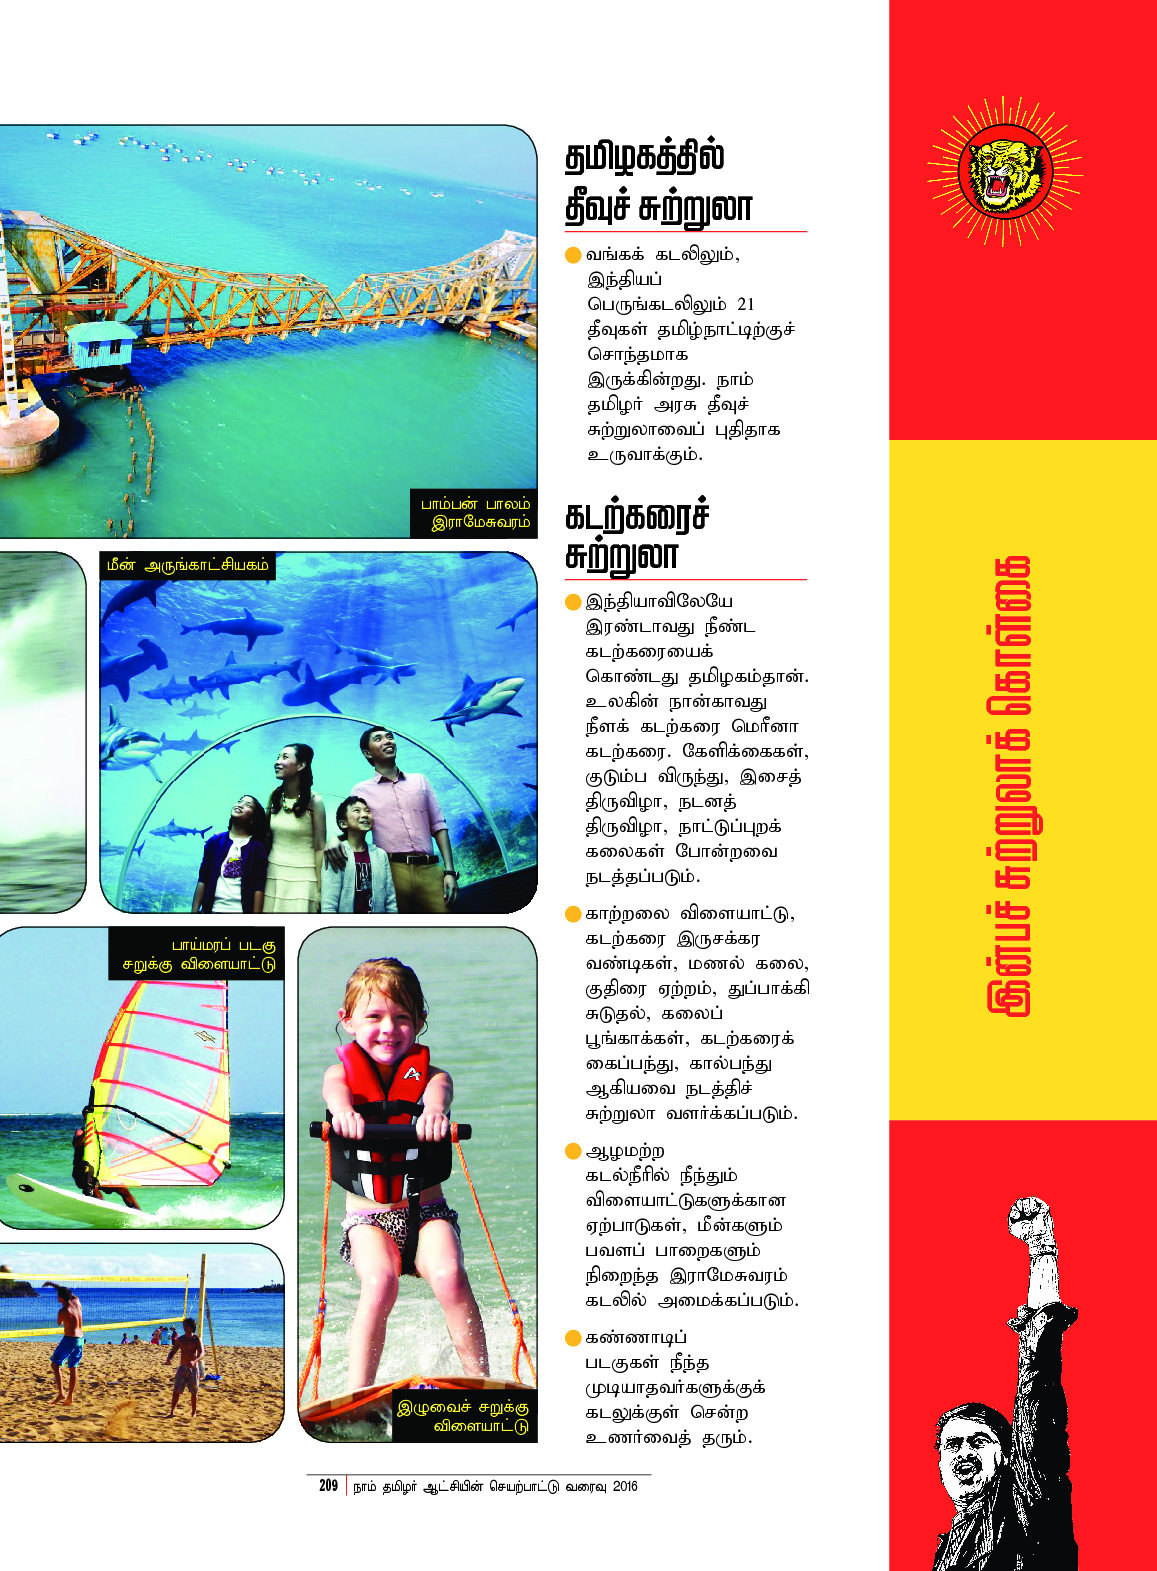 தமிழகத்தில்
தீவுச் சுற்றுலா
வங்கக் கடலிலும்,
இந்தியப்
பெருங்கடலிலும் 21
தீவுகள் தமிழ்நாட்டிற்குச்
சொந்தமாக
இருக்கின்றது. நாம்
தமிழர் அரசு தீவுச்
சுற்றுலாவைப் புதிதாக
உருவாக்கும்.
பாம்பன் பாலம்
இராமேசுவரம்
கடற்கரைச்
சுற்றுலா
மீன் அருங்காட்சியகம்
இந்தியாவிலேயே
இரண்டாவது நீண்ட
கடற்கரையைக்
கொண்டது தமிழகம்தான்.
உலகின் நான்காவது
நீளக் கடற்கரை மெரீனா
கடற்கரை. கேளிக்கைகள்,
குடும்ப விருந்து, இசைத்
திருவிழா, நடனத்
திருவிழா, நாட்டுப்புறக்
கலைகள் போன்றவை
நடத்தப்படும்.
காற்றலை விளையாட்டு,
கடற்கரை இருசக்கர
வண்டிகள், மணல் கலை,
குதிரை ஏற்றம், துப்பாக்கி
சுடுதல், கலைப்
பூங்காக்கள், கடற்கரைக்
கைப்பந்து, கால்பந்து
ஆகியவை நடத்திச்
சுற்றுலா வளர்க்கப்படும்.
பாய்மரப் படகு
சறுக்கு விளையாட்டு
ஆழமற்ற
கடல்நீரில் நீந்தும்
விளையாட்டுகளுக்கான
ஏற்பாடுகள், மீன்களும்
பவளப் பாறைகளும்
நிறைந்த இராமேசுவரம்
கடலில் அமைக்கப்படும்.
கண்ணாடிப்
படகுகள் நீந்த
முடியாதவர்களுக்குக்
கடலுக்குள் சென்ற
உணர்வைத் தரும்.
இழுவைச் சறுக்கு
விளையாட்டு
209 நாம் தமிழர் ஆட்சியின் செயற்பாட்டு வரைவு 2016
இன்பச் சுற்றுலாக் கொள்கை